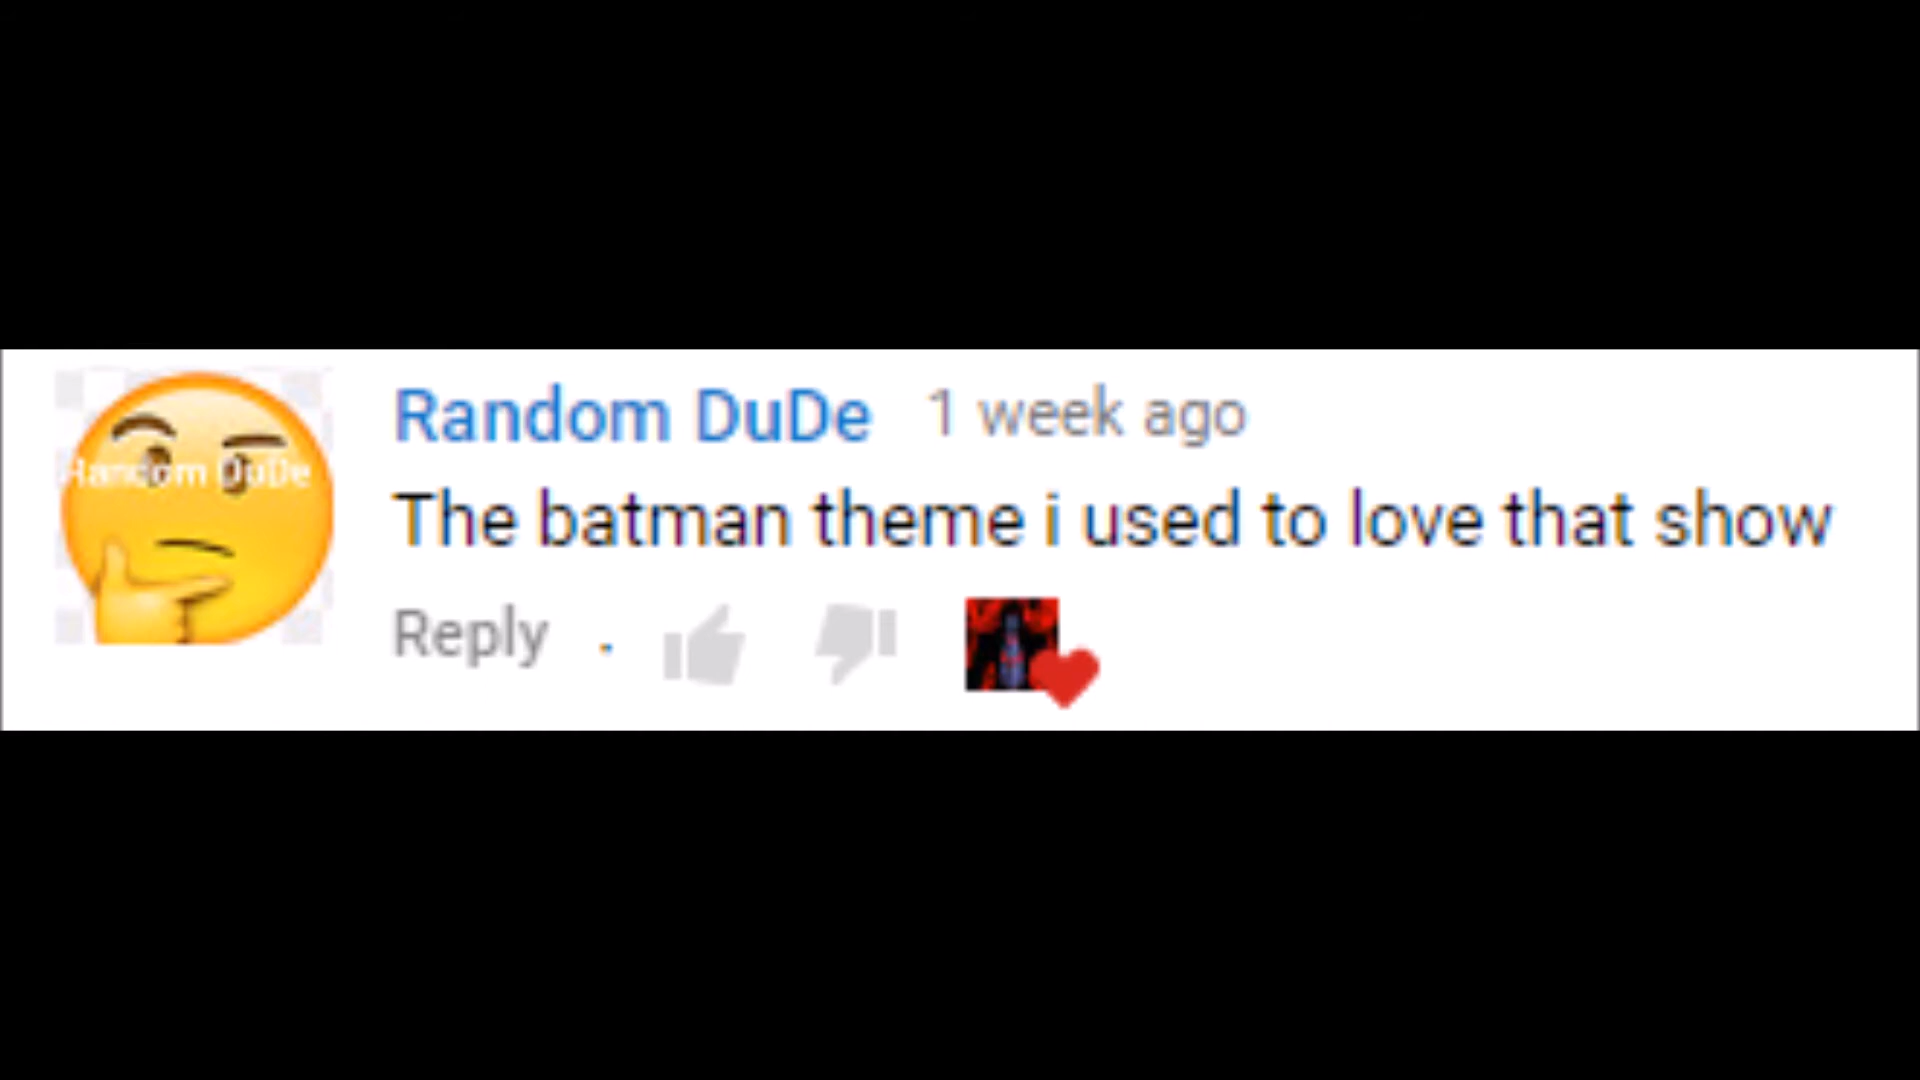 Random DuDe 1 week ago
Random DuDe
The batman theme i used to love that show
Reply .